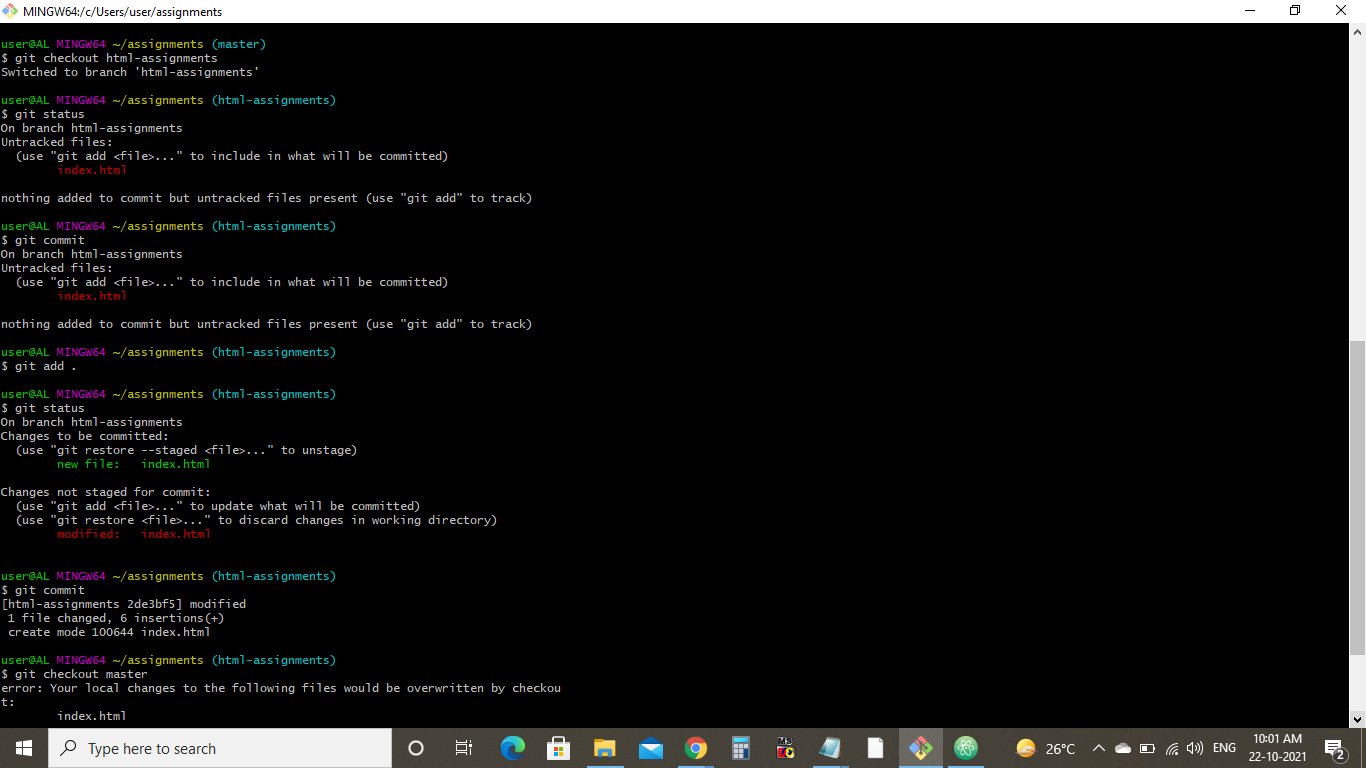 MINGW64:/c/Users/user/assignments
user@AL MINGW64 ~/assignments (master)
$ git checkout html-assignments
Switched to branch 'html-assignments'
user@AL MINGW64 ~/assignments (html-assignments)
$ git status
On branch html-assignments
Untracked files:
  (use "git add <file>..." to include in what will be committed)
        index.html
nothing added to commit but untracked files present (use "git add" to track)
user@AL MINGW64 ~/assignments (html-assignments)
$ git commit
On branch html-assignments
Untracked files:
  (use "git add <file>..." to include in what will be committed)
        index.html
nothing added to commit but untracked files present (use "git add" to track)
user@AL MINGW64 ~/assignments (html-assignments)
$ git add .
user@AL MINGW64 ~/assignments (html-assignments)
$ git status
On branch html-assignments
Changes to be committed:
  (use "git restore --staged <file>..." to unstage)
        new file:   index.html
Changes not staged for commit:
  (use "git add <file>..." to update what will be committed)
  (use "git restore <file>..." to discard changes in working directory)
        modified:   index.html
user@AL MINGW64 ~/assignments (html-assignments)
$ git commit
[html-assignments 2de3bf5] modified
 1 file changed, 6 insertions(+)
 create mode 100644 index.html
user@AL MINGW64 ~/assignments (html-assignments)
$ git checkout master
error: Your local changes to the following files would be overwritten by checkou
t:
        index.html
Type here to search
26°C
ENG
10:01 AM
22-10-2021
2